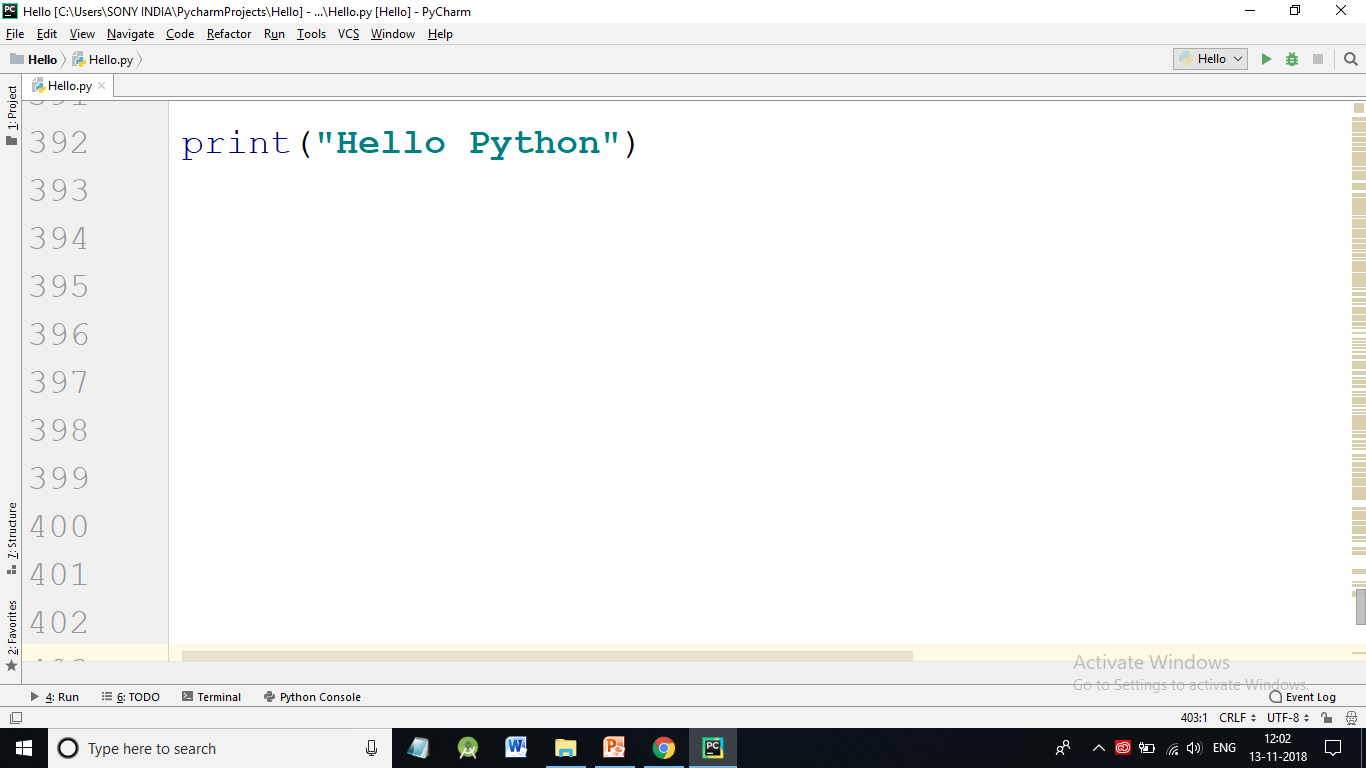 PC Hello [C:\Users\SONY INDIA\PycharmProjects\Hello] - ...\Hello.py [Hello] - PyCharm
File Edit View Navigate Code Refactor Run Tools VCS Window Help
Hello Hello.py Hello
Hello.py
1: Project
392 print("Hello Python")
393
394
395
396
397
398
399
400
401
402
7: Structure
2: Favorites
Activate Windows
Go to Settings to activate Windows.
4: Run 6: TODO Terminal Python Console Event Log
403:1 CRLF UTF-8
Type here to search
W P PC ENG 12:02
13-11-2018